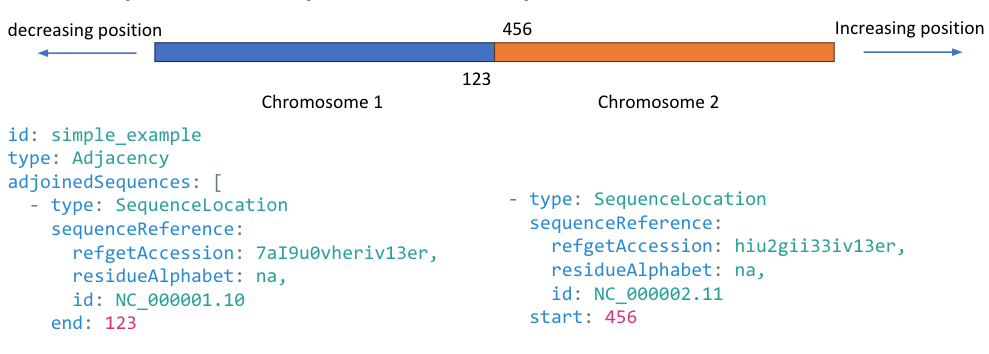 decreasing position
456
Increasing position
123
Chromosome 1
Chromosome 2
id: simple_example
type: Adjacency
adjoinedSequences: [
- type: SequenceLocation
sequenceReference:
refgetAccession: 7aI9u0vheriv13er,
residueAlphabet: na,
id: NC_000001.10
end: 123
- type: SequenceLocation
sequenceReference:
refgetAccession: hiu2gii33iv13er,
residueAlphabet: na,
id: NC_000002.11
start: 456